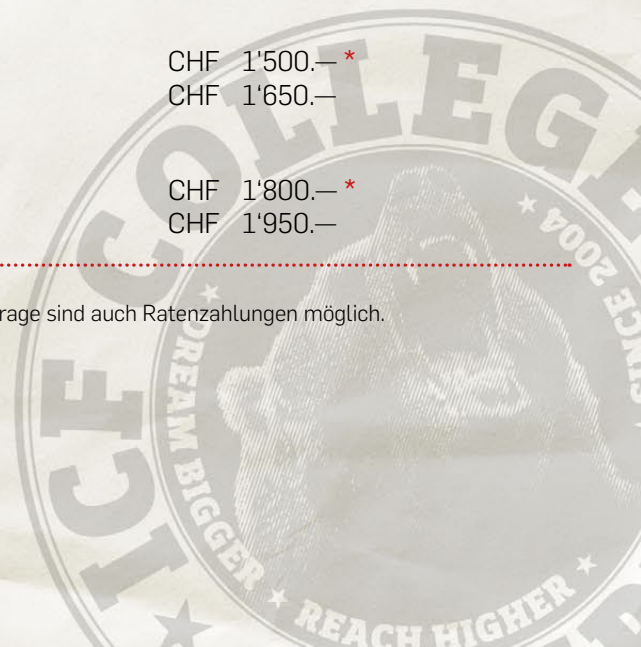 CHF 1'500.— *
CHF 1'650.—
CHF 1'800.— *
CHF 1'950.—
rage sind auch Ratenzahlungen möglich.
ICF COLLEGE
SINCE 2004
DREAM BIGGER ★ REACH HIGHER ★